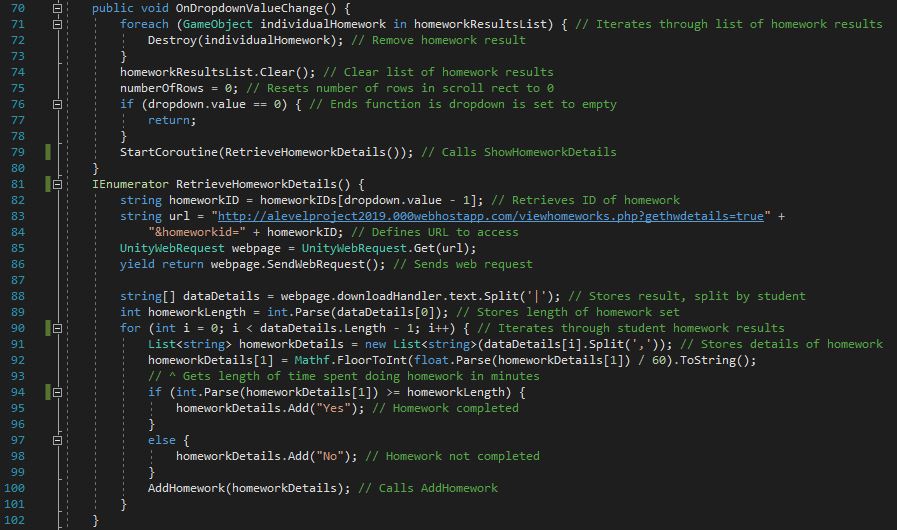 70 public void OnDropdownValueChange() {
71 foreach (GameObject individualHomework in homeworkResultsList) { // Iterates through list of homework results
72 Destroy(individualHomework); // Remove homework result
73 }
74 homeworkResultsList.Clear(); // Clear list of homework results
75 numberOfRows = 0; // Resets number of rows in scroll rect to 0
76 if (dropdown.value == 0) { // Ends function is dropdown is set to empty
77 return;
78 }
79 StartCoroutine(RetrieveHomeworkDetails()); // Calls ShowHomeworkDetails
80 }
81 IEnumerator RetrieveHomeworkDetails() {
82 string homeworkID = homeworkIDs[dropdown.value - 1]; // Retrieves ID of homework
83 string url = "http://alevelproject2019.000webhostapp.com/viewhomeworks.php?gethwdetails=true" +
84 "&homeworkid=" + homeworkID; // Defines URL to access
85 UnityWebRequest webpage = UnityWebRequest.Get(url);
86 yield return webpage.SendWebRequest(); // Sends web request
87
88 string[] dataDetails = webpage.downloadHandler.text.Split('|'); // Stores result, split by student
89 int homeworkLength = int.Parse(dataDetails[0]); // Stores length of homework set
90 for (int i = 0; i < dataDetails.Length - 1; i++) { // Iterates through student homework results
91 List<string> homeworkDetails = new List<string>(dataDetails[i].Split(',')); // Stores details of homework
92 homeworkDetails[1] = Mathf.FloorToInt(float.Parse(homeworkDetails[1]) / 60).ToString();
93 // ^ Gets length of time spent doing homework in minutes
94 if (int.Parse(homeworkDetails[1]) >= homeworkLength) {
95 homeworkDetails.Add("Yes"); // Homework completed
96 }
97 else {
98 homeworkDetails.Add("No"); // Homework not completed
99 }
100 AddHomework(homeworkDetails); // Calls AddHomework
101 }
102 }